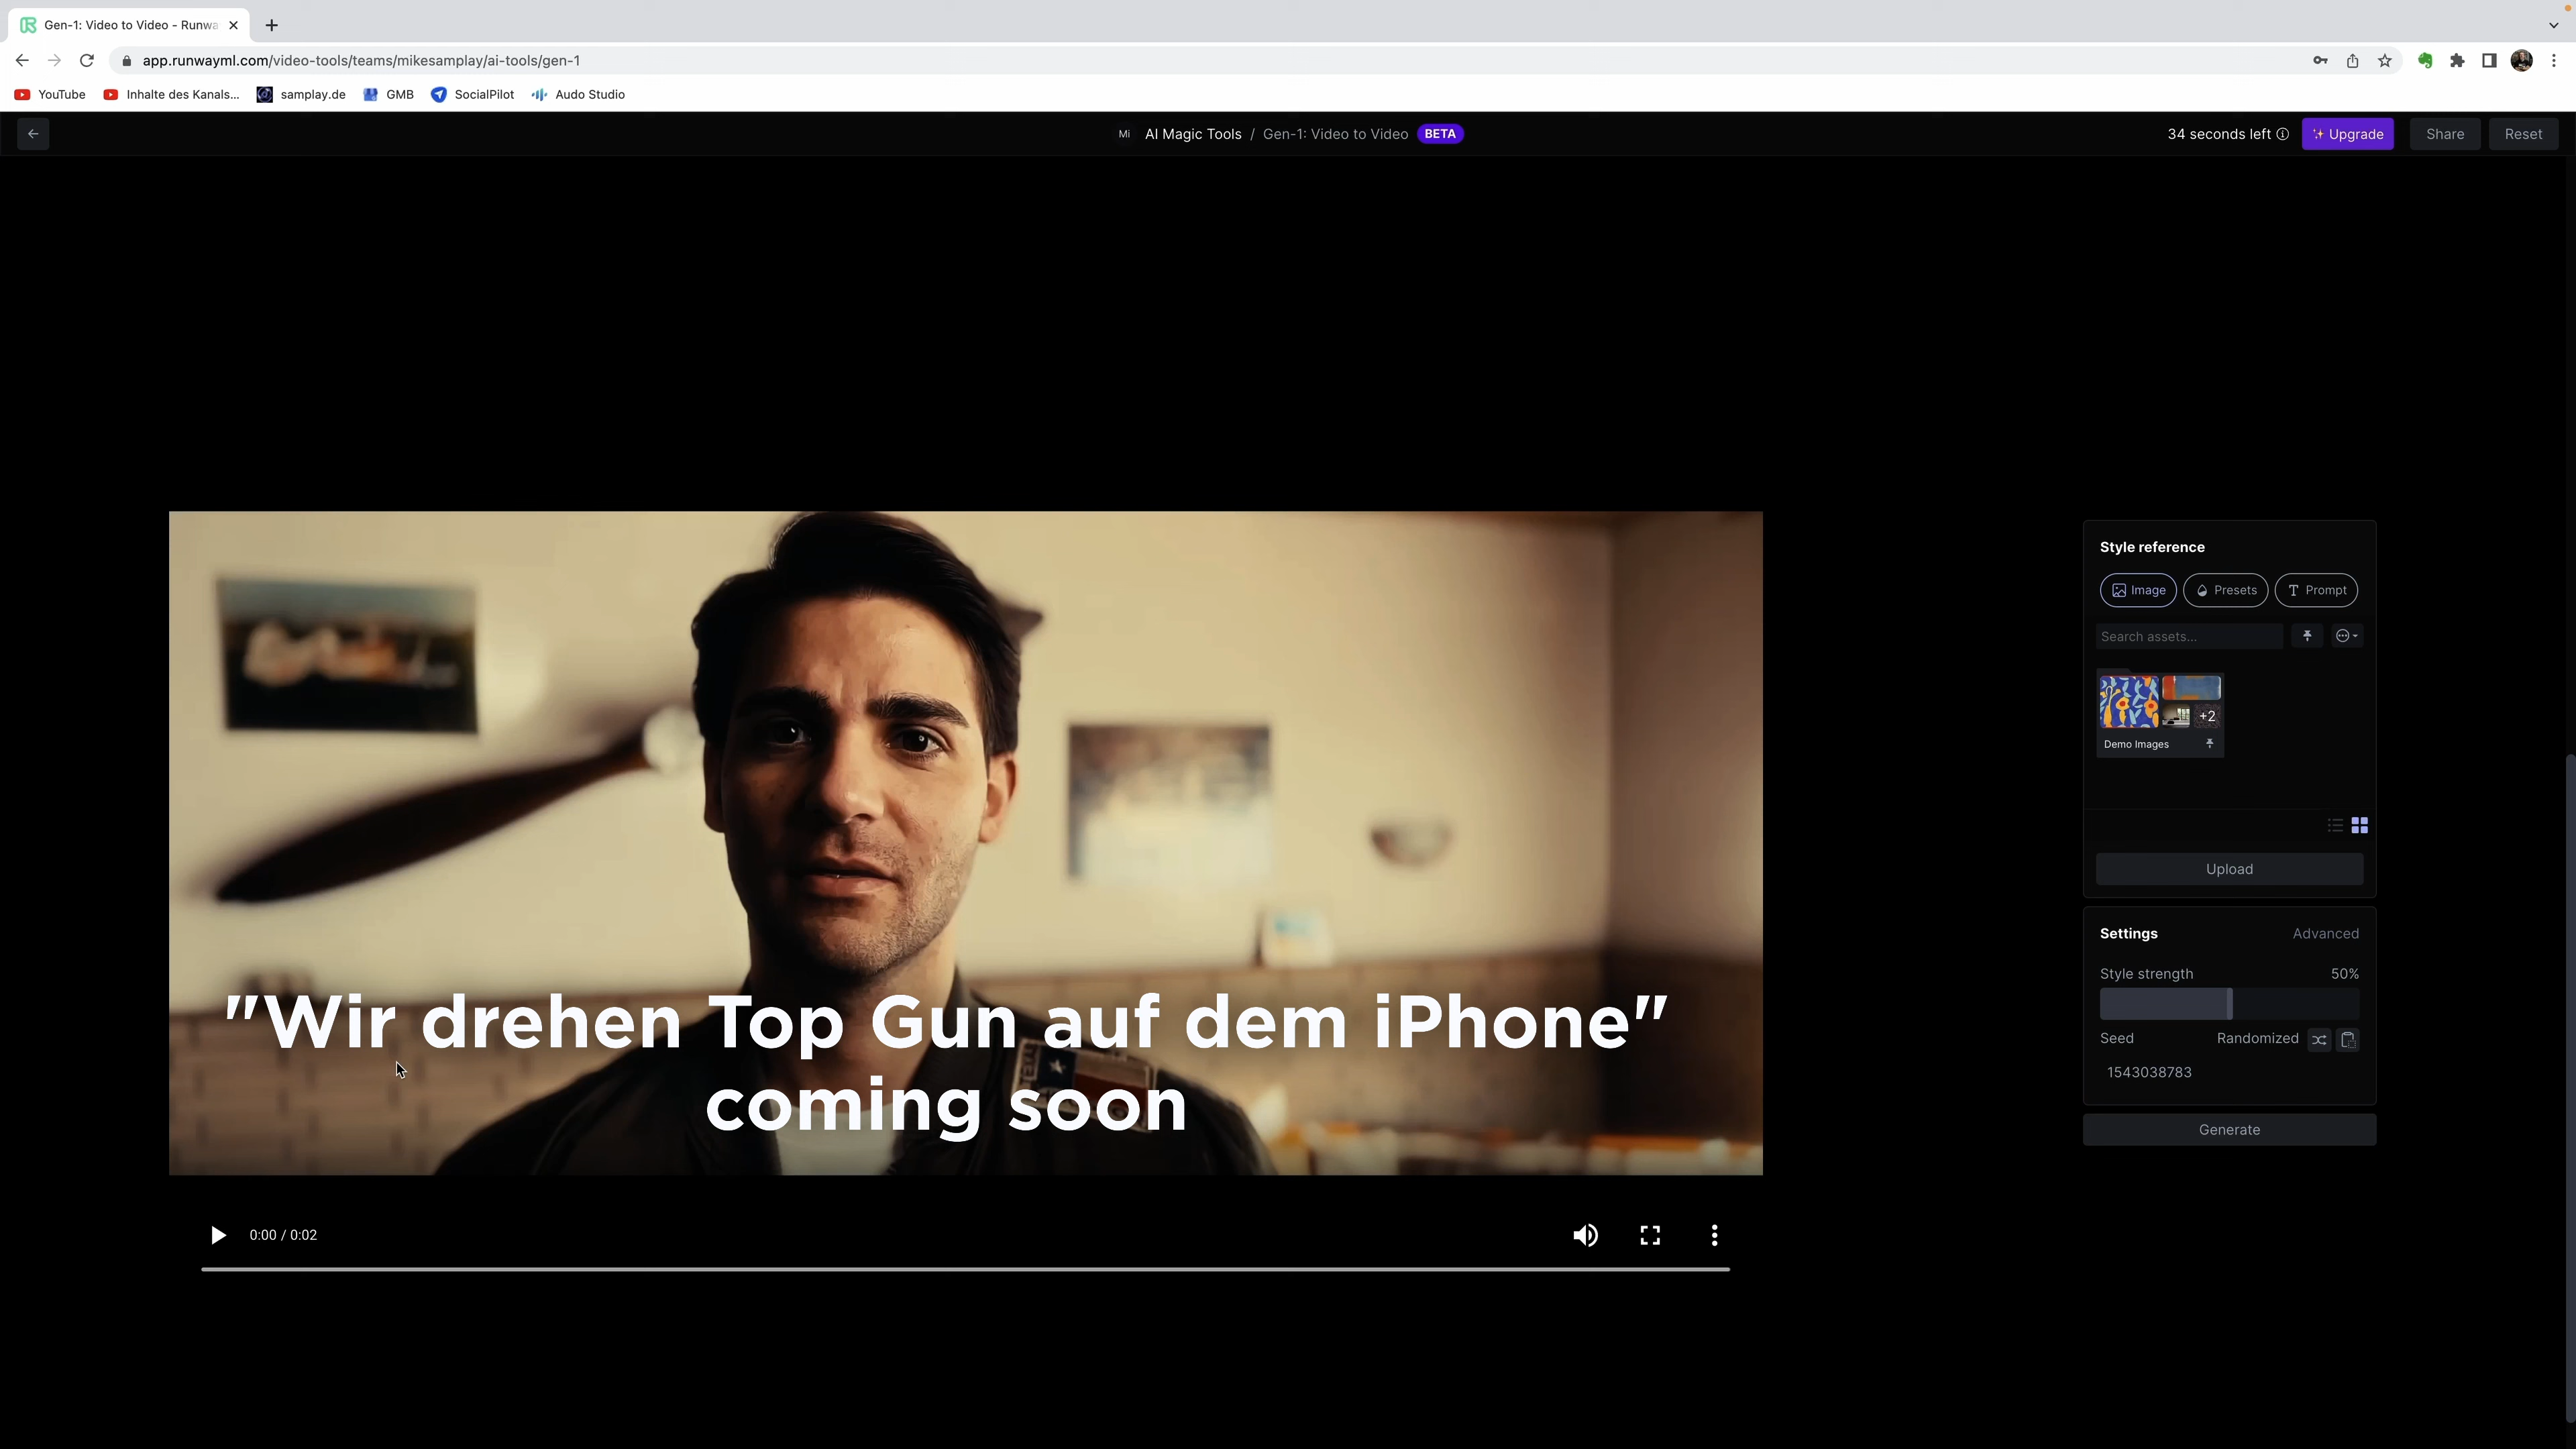 Gen-1: Video to Video - Runwa
app.runwayml.com/video-tools/teams/mikesamplay/ai-tools/gen-1
YouTube
Inhalte des Kanals...
samplay.de
GMB
SocialPilot
Audo Studio
Mi
AI Magic Tools / Gen-1: Video to Video BETA
34 seconds left
Upgrade
Share
Reset
"Wir drehen Top Gun auf dem iPhone"
coming soon
0:00 / 0:02
Style reference
Image
Presets
Prompt
Search assets...
+2
Demo Images
Upload
Settings
Advanced
Style strength
50%
Seed
Randomized
1543038783
Generate